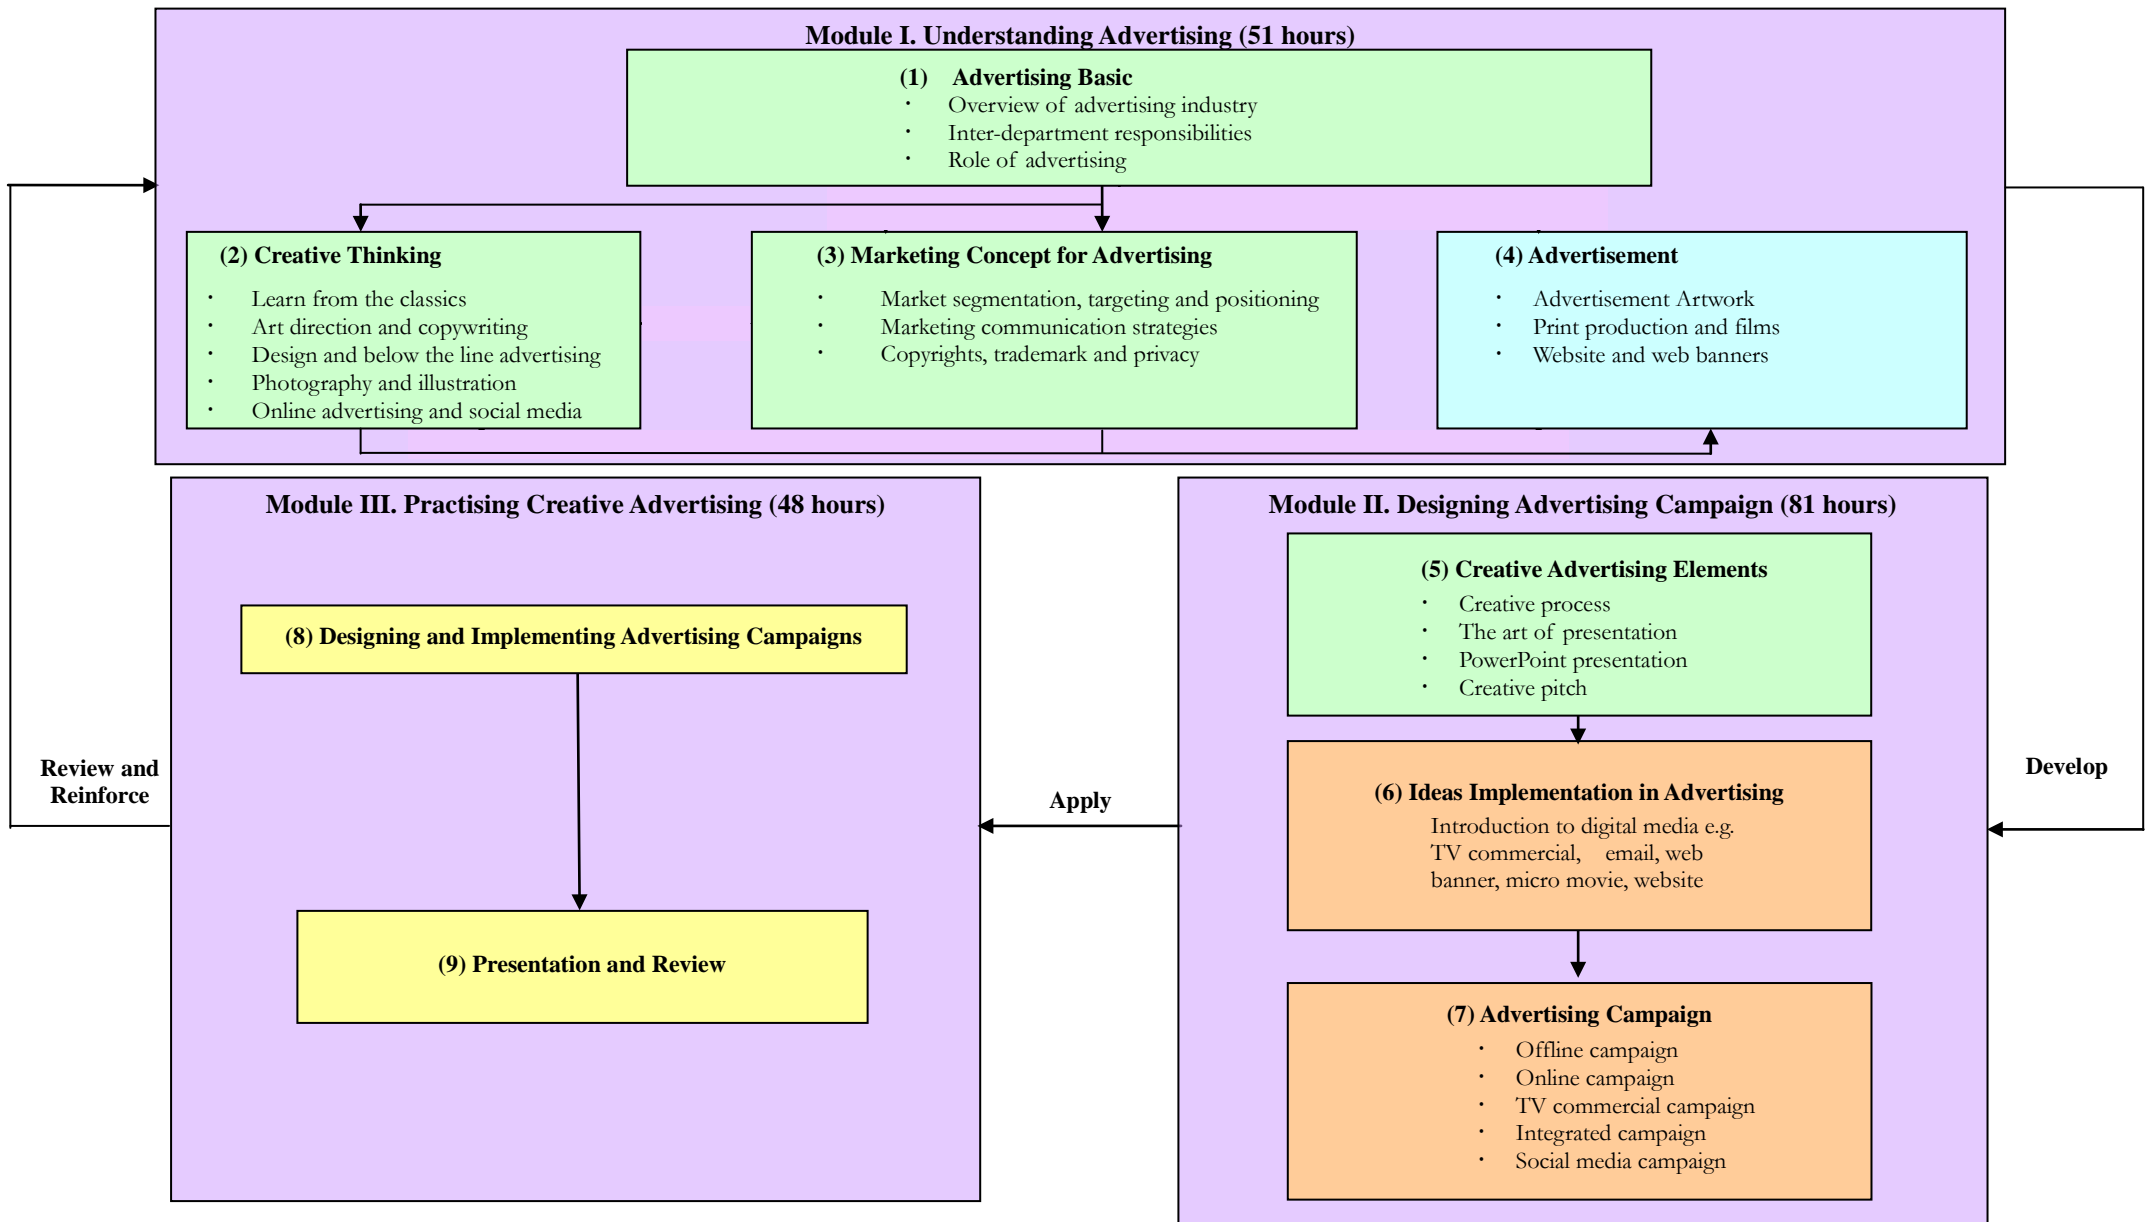 Module I. Understanding Advertising (51 hours)
(1) Advertising Basic
· Overview of advertising industry
· Inter-department responsibilities
· Role of advertising
(2) Creative Thinking
· Learn from the classics
· Art direction and copywriting
· Design and below the line advertising
· Photography and illustration
· Online advertising and social media
(3) Marketing Concept for Advertising
· Market segmentation, targeting and positioning
· Marketing communication strategies
· Copyrights, trademark and privacy
(4) Advertisement
· Advertisement Artwork
· Print production and films
· Website and web banners
Module III. Practising Creative Advertising (48 hours)
(8) Designing and Implementing Advertising Campaigns
(9) Presentation and Review
Review and
Reinforce
Apply
Module II. Designing Advertising Campaign (81 hours)
(5) Creative Advertising Elements
· Creative process
· The art of presentation
· PowerPoint presentation
· Creative pitch
(6) Ideas Implementation in Advertising
Introduction to digital media e.g.
TV commercial, email, web
banner, micro movie, website
(7) Advertising Campaign
· Offline campaign
· Online campaign
· TV commercial campaign
· Integrated campaign
· Social media campaign
Develop